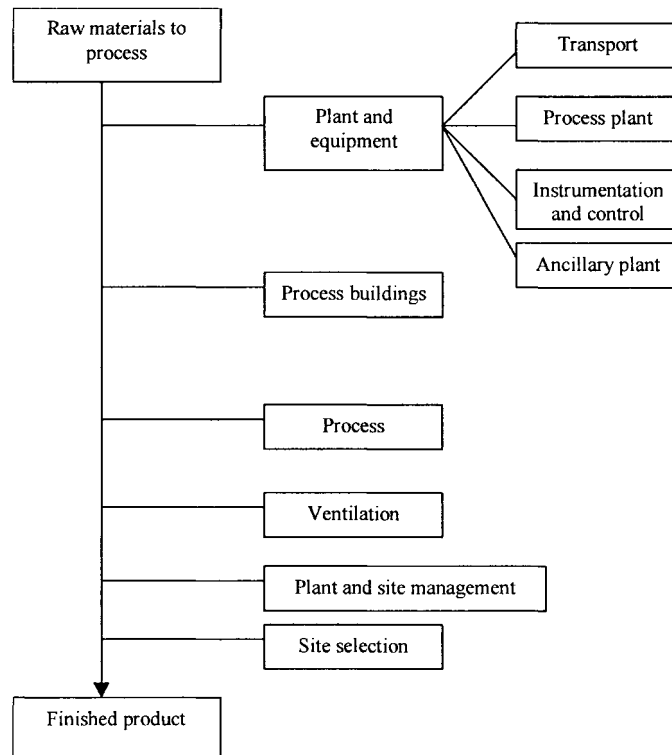 Raw materials to
process
Transport
Plant and
equipment
Process plant
Instrumentation
and control
Ancillary plant
Process buildings
Process
Ventilation
Plant and site management
Site selection
Finished product